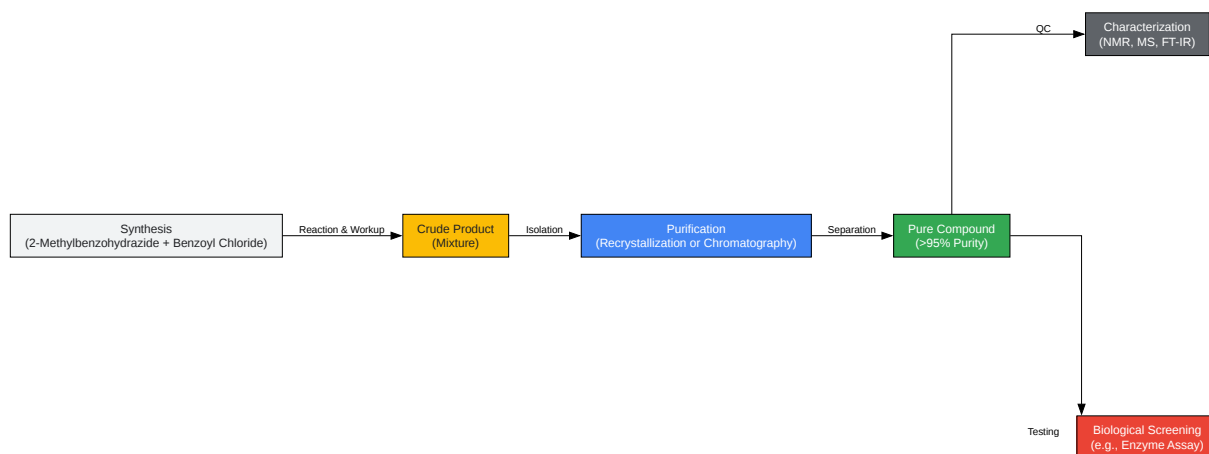 QC
Characterization
(NMR, MS, FT-IR)
Synthesis
(2-Methylbenzohydrazide + Benzoyl Chloride)
Reaction & Workup
Crude Product
(Mixture)
Isolation
Purification
(Recrystallization or Chromatography)
Separation
Pure Compound
(>95% Purity)
Testing
Biological Screening
(e.g., Enzyme Assay)